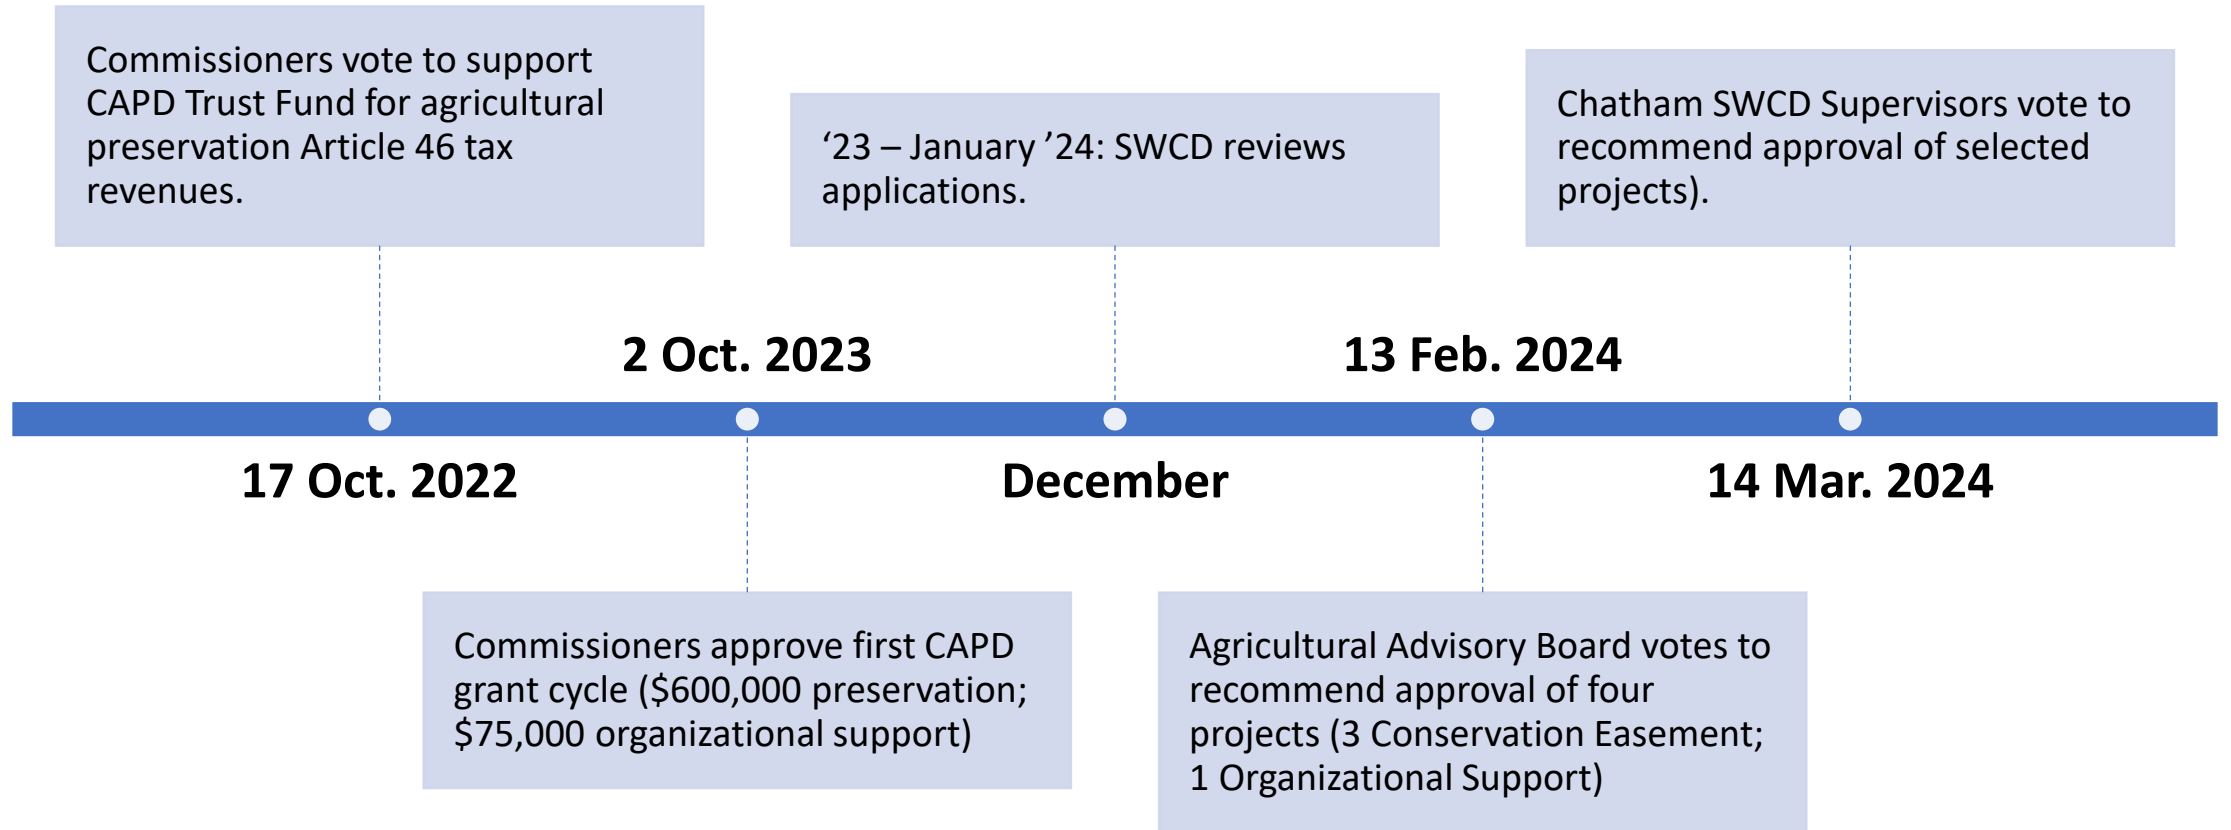 Commissioners vote to support
CAPD Trust Fund for agricultural
preservation Article 46 tax
revenues.
17 Oct. 2022
2 Oct. 2023
Commissioners approve first CAPD
grant cycle ($600,000 preservation;
$75,000 organizational support)
‘23 – January ’24: SWCD reviews
applications.
December
13 Feb. 2024
Agricultural Advisory Board votes to
recommend approval of four
projects (3 Conservation Easement;
1 Organizational Support)
Chatham SWCD Supervisors vote to
recommend approval of selected
projects).
14 Mar. 2024